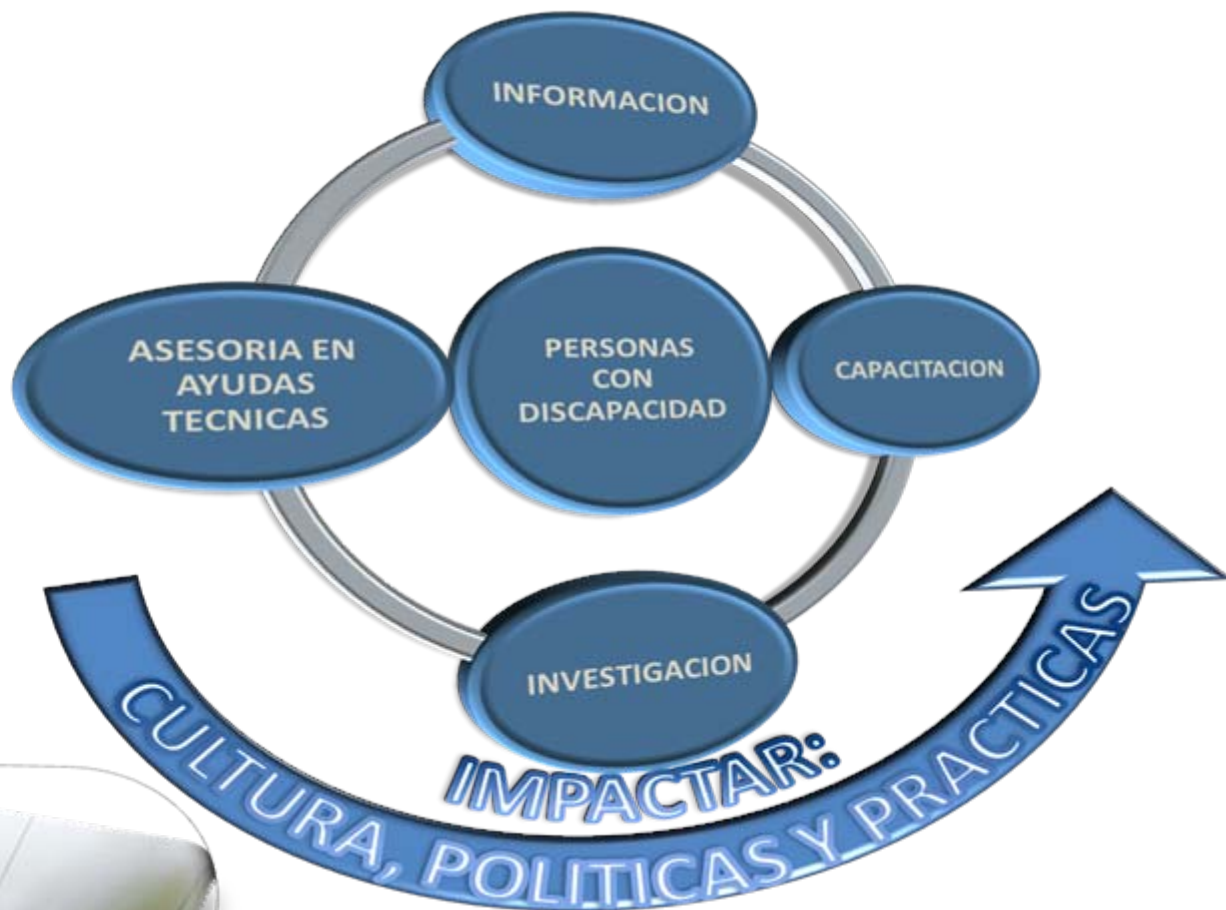 INFORMACION
ASESORIA EN
AYUDAS
TECNICAS
PERSONAS
CON
DISCAPACIDAD
CAPACITACION
INVESTIGACION
IMPACTAR:
CULTURA, POLITICAS Y PRACTICAS